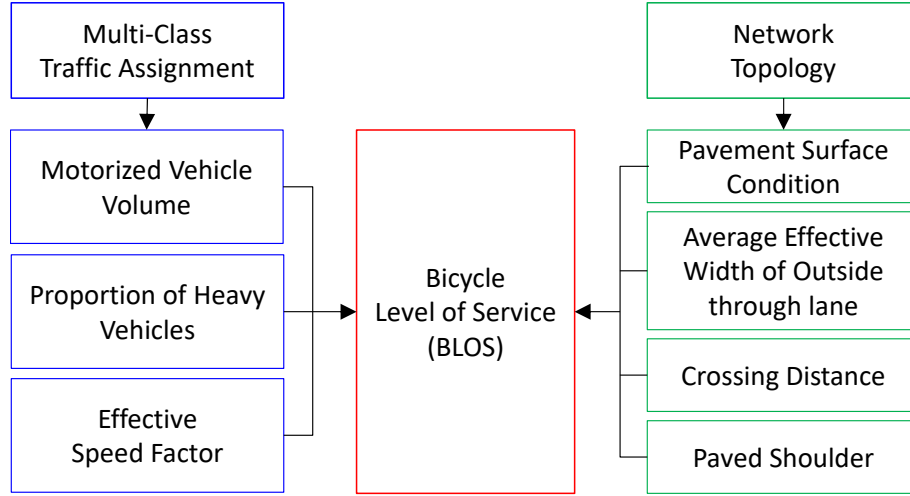 Multi-Class
Traffic Assignment
Motorized Vehicle
Volume
Proportion of Heavy
Vehicles
Effective
Speed Factor
Bicycle
Level of Service
(BLOS)
Network
Topology
Pavement Surface
Condition
Average Effective
Width of Outside
through lane
Crossing Distance
Paved Shoulder